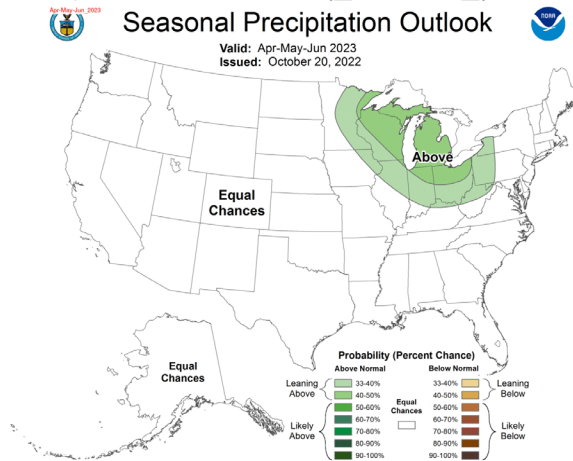 Apr-May-Jun_2023
Seasonal Precipitation Outlook
NOAA
Valid: Apr-May-Jun 2023
Issued: October 20, 2022
Above
Equal
Chances
Equal
Chances
Probability (Percent Chance)
Above Normal
Below Normal
Leaning
Above
33-40%
40-50%
Likely
Above
50-60%
60-70%
70-80%
80-90%
90-100%
Equal
Chances
33-40%
40-50%
Leaning
Below
50-60%
60-70%
70-80%
80-90%
90-100%
Likely
Below